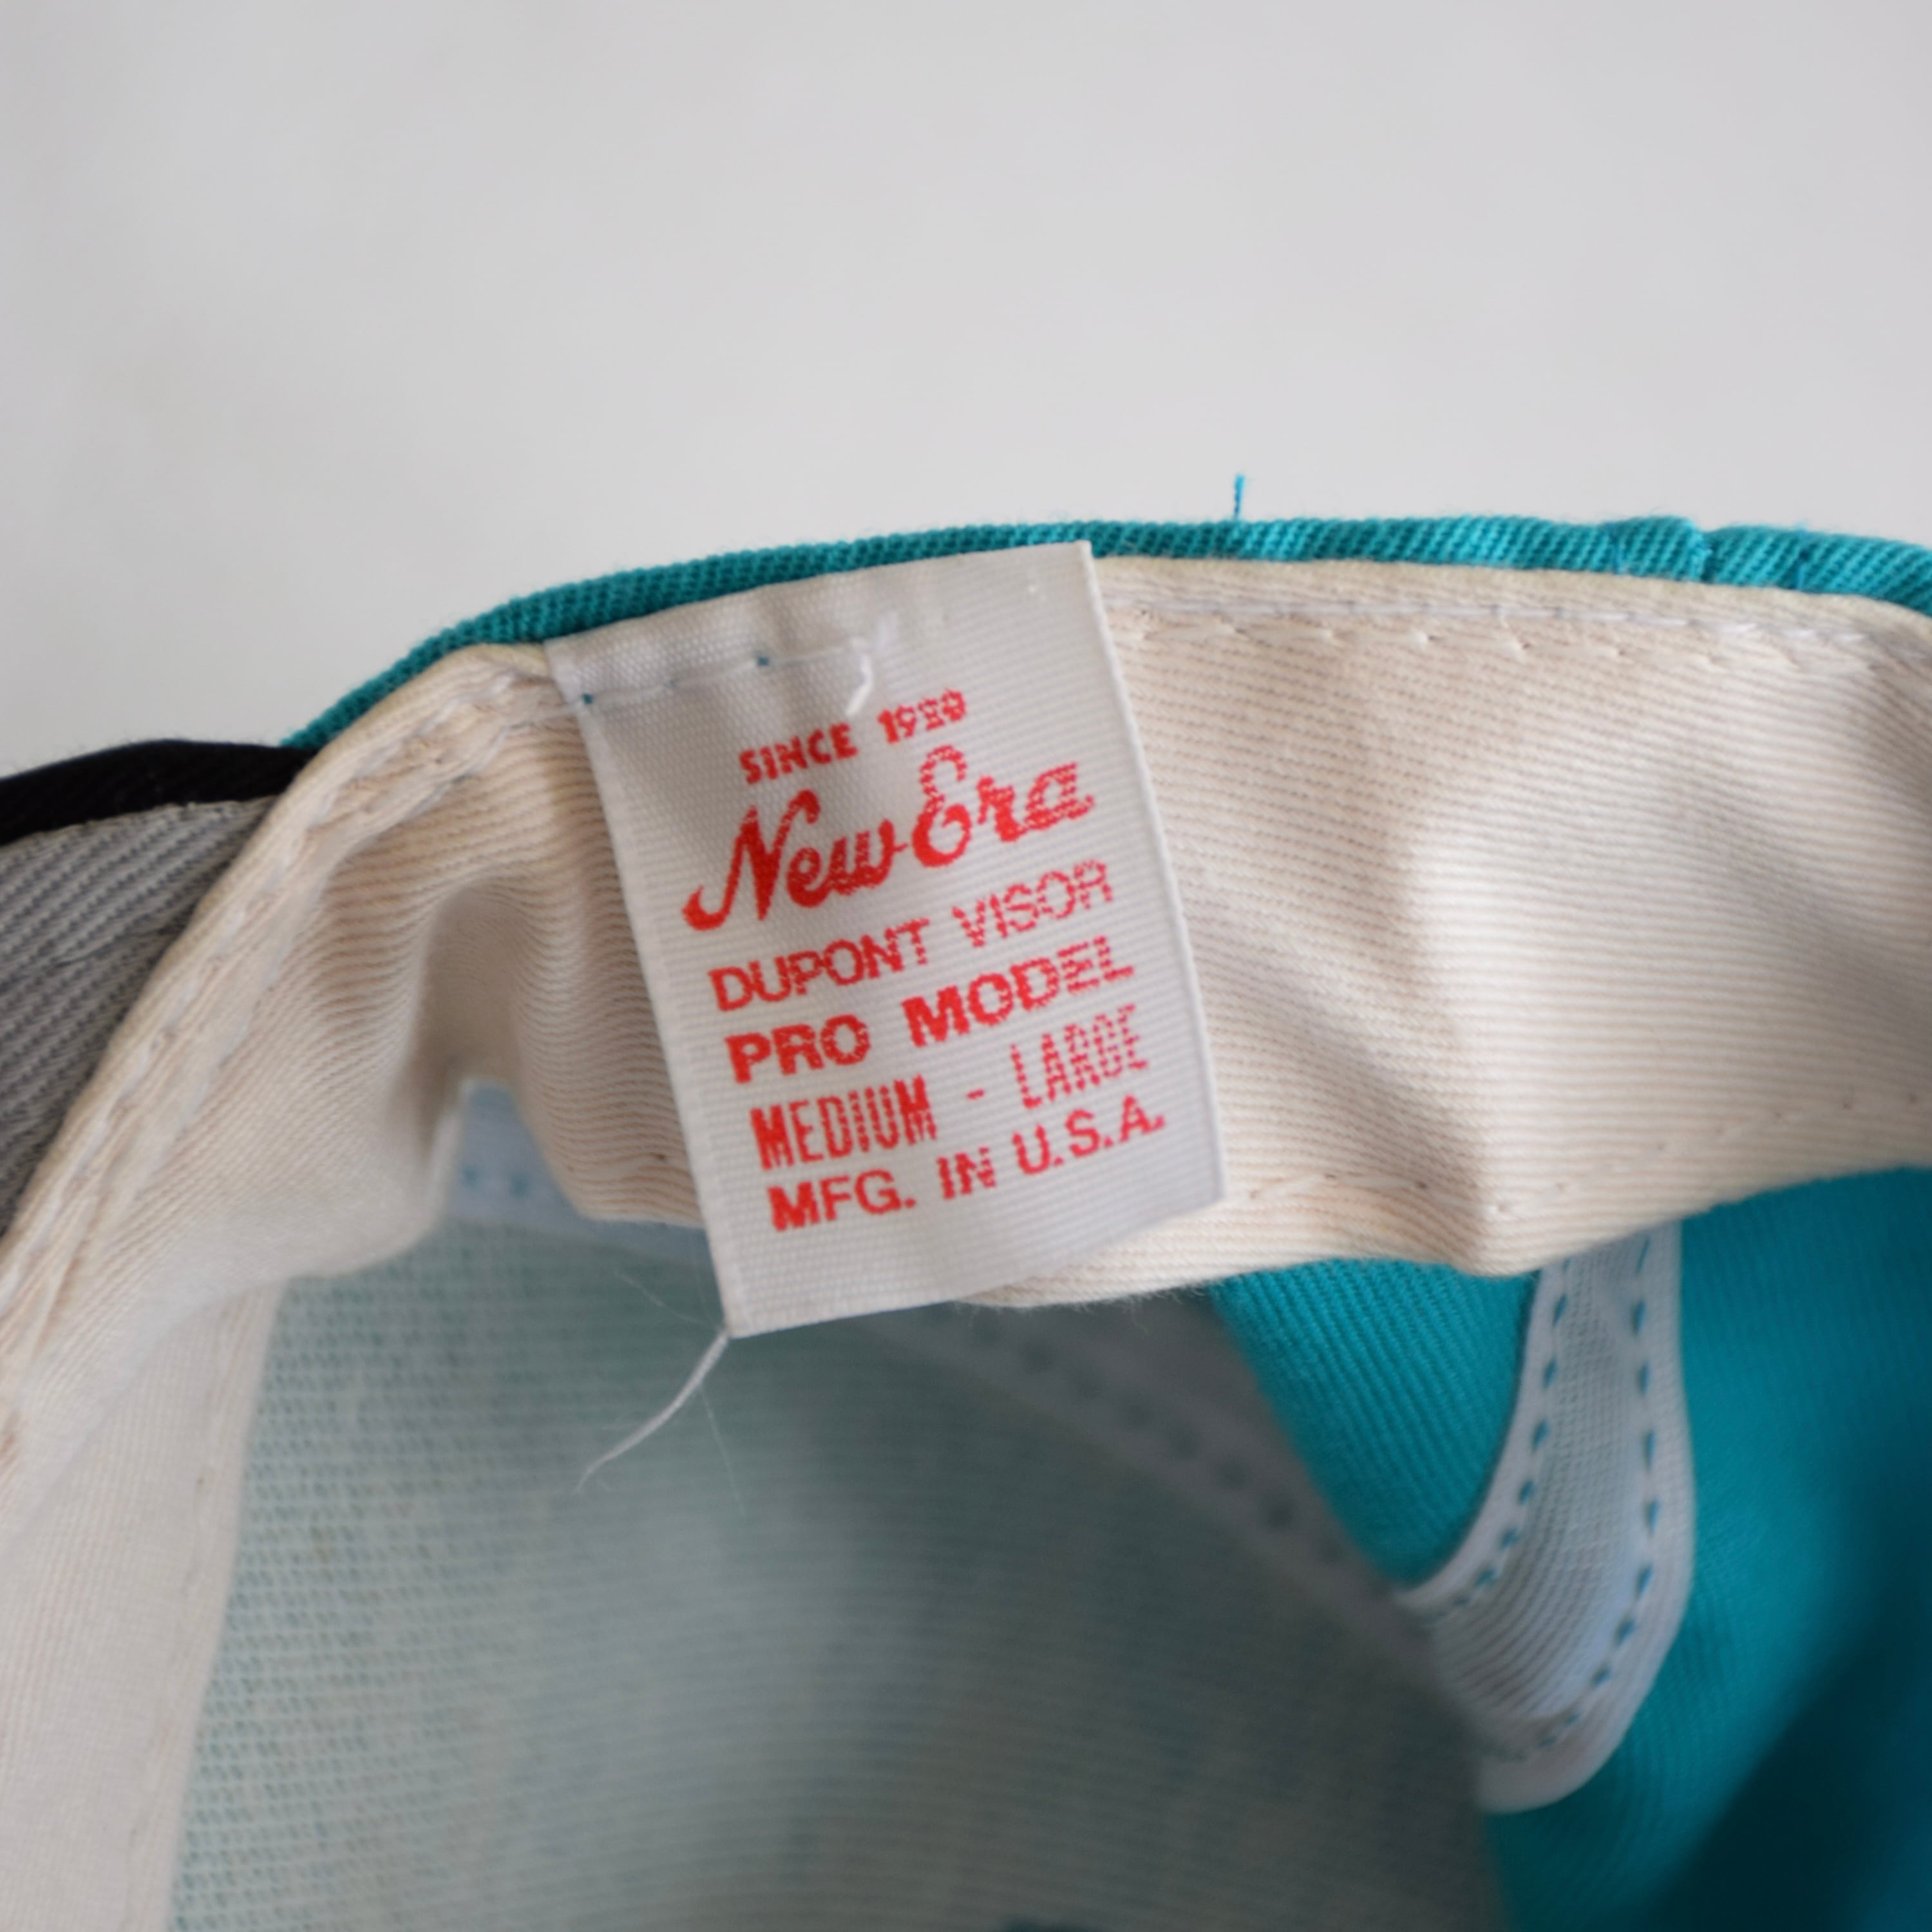 SINCE 1920
New Era
DUPONT VISOR
PRO MODEL
MEDIUM - LARGE
MFG. IN U.S.A.